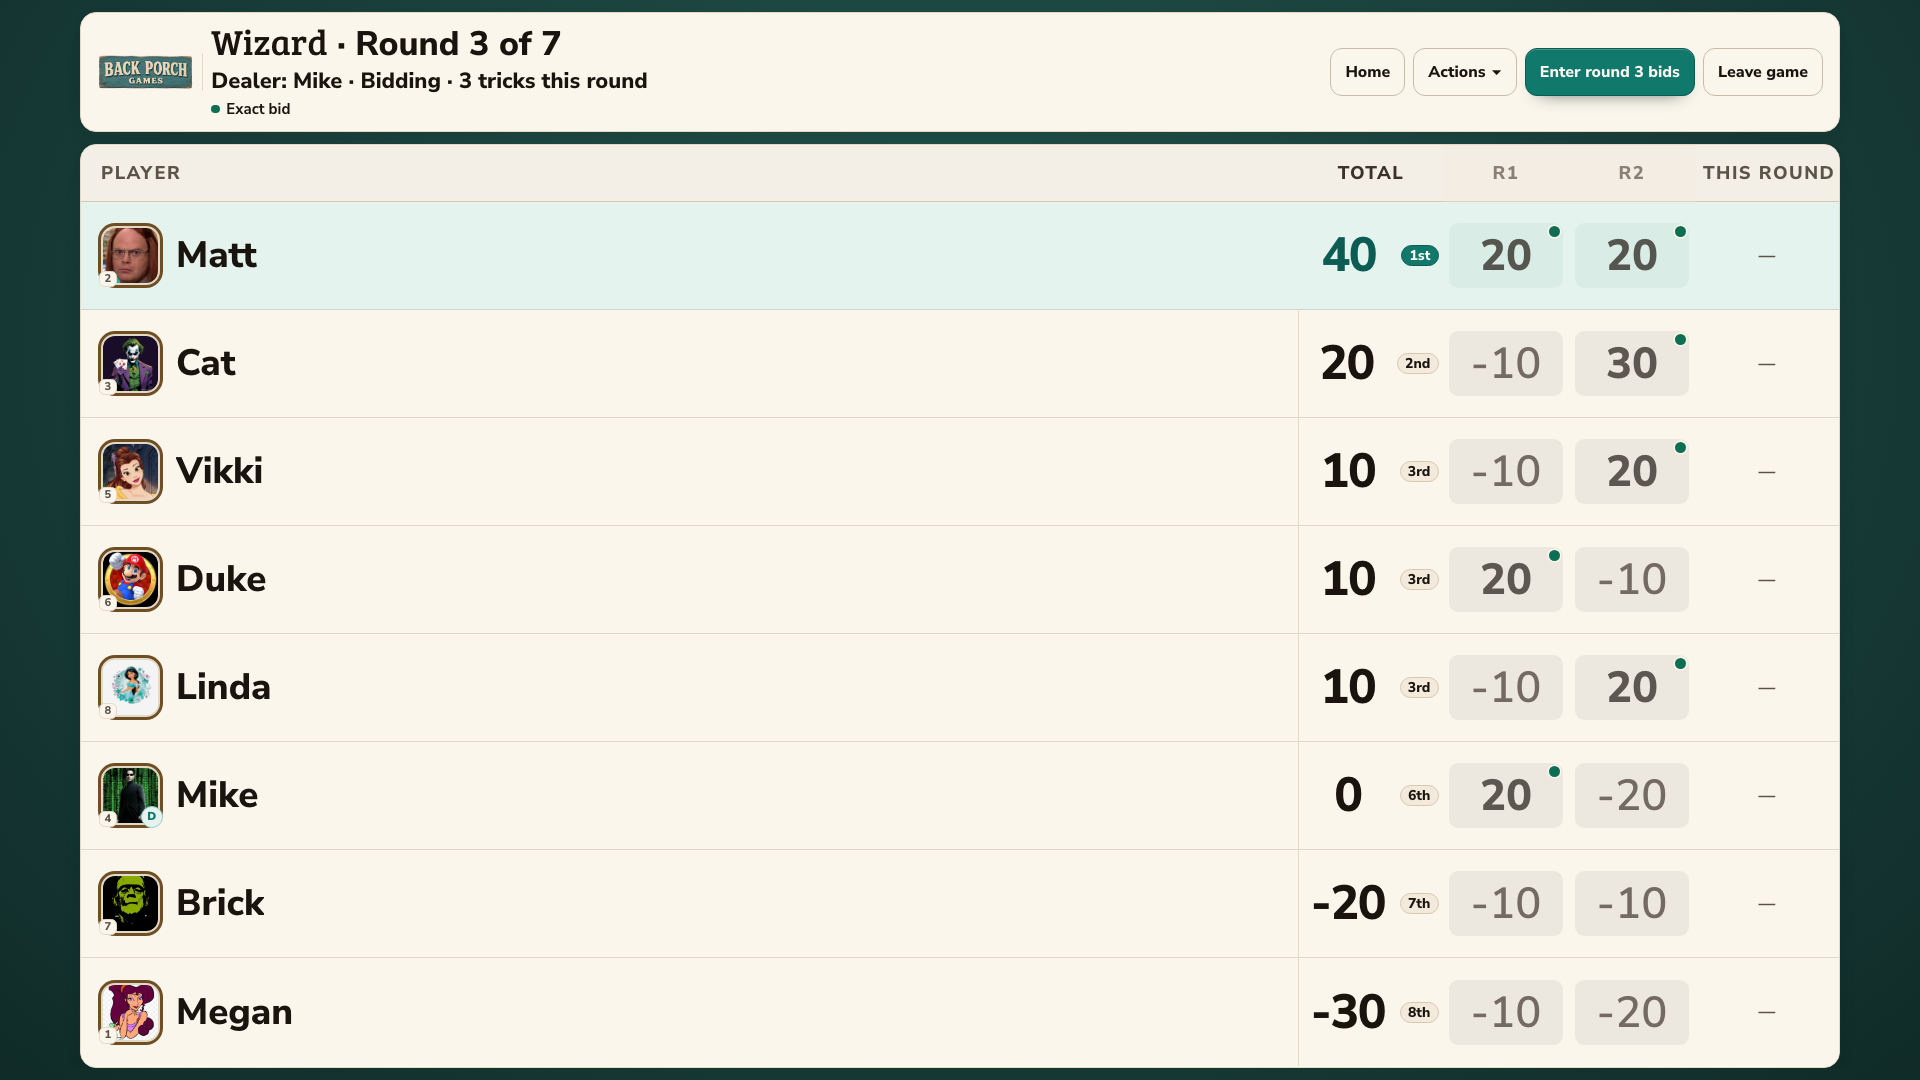 BACK PORCH
GAMES
Wizard · Round 3 of 7
Dealer: Mike · Bidding · 3 tricks this round
Exact bid
Home
Actions
Enter round 3 bids
Leave game
PLAYER TOTAL R1 R2 THIS ROUND
2 Matt 40 1st 20 20 —
3 Cat 20 2nd -10 30 —
5 Vikki 10 3rd -10 20 —
6 Duke 10 3rd 20 -10 —
8 Linda 10 3rd -10 20 —
4 D Mike 0 6th 20 -20 —
7 Brick -20 7th -10 -10 —
1 Megan -30 8th -10 -20 —